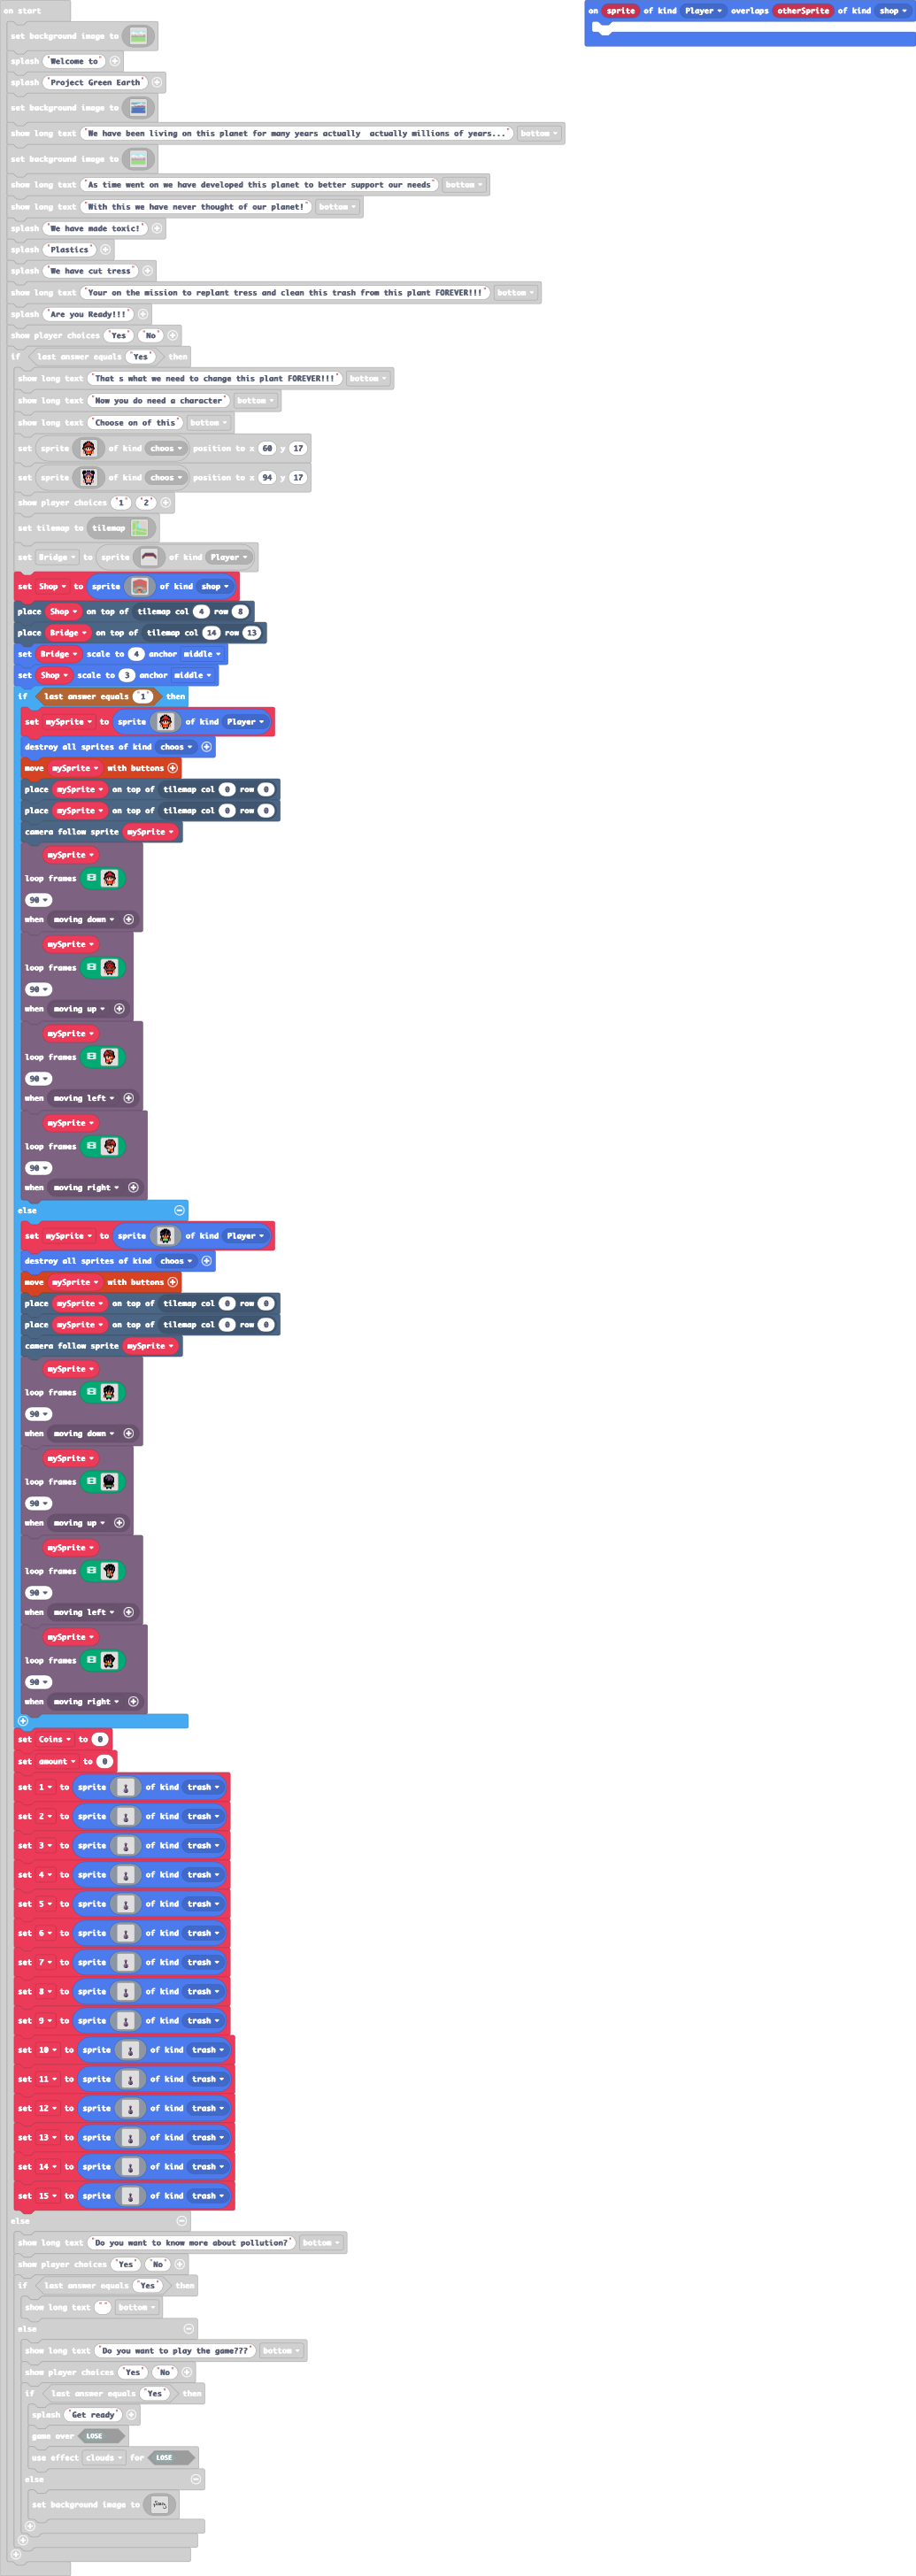 on start
set background image to
splash "Welcome to"
splash "Project Green Earth"
set background image to
show long text "We have been living on this planet for many years actually  actually millions of years..." bottom
set background image to
show long text "As time went on we have developed this planet to better support our needs" bottom
show long text "With this we have never thought of our planet!" bottom
splash "We have made toxic!"
splash "Plastics"
splash "We have cut tress"
show long text "Your on the mission to replant tress and clean this trash from this plant FOREVER!!!" bottom
splash "Are you Ready!!!"
show player choices "Yes" "No"
if last answer equals "Yes" then
show long text "That s what we need to change this plant FOREVER!!!" bottom
show long text "Now you do need a character" bottom
show long text "Choose on of this" bottom
set sprite of kind choos position to x 60 y 17
set sprite of kind choos position to x 94 y 17
show player choices "1" "2"
set tilemap to tilemap
set Bridge to sprite of kind Player
set Shop to sprite of kind shop
place Shop on top of tilemap col 4 row 8
place Bridge on top of tilemap col 14 row 13
set Bridge scale to 4 anchor middle
set Shop scale to 3 anchor middle
if last answer equals "1" then
set mySprite to sprite of kind Player
destroy all sprites of kind choos
move mySprite with buttons
place mySprite on top of tilemap col 0 row 0
place mySprite on top of tilemap col 0 row 0
camera follow sprite mySprite
mySprite
loop frames
90
when moving down
mySprite
loop frames
90
when moving up
mySprite
loop frames
90
when moving left
mySprite
loop frames
90
when moving right
else
set mySprite to sprite of kind Player
destroy all sprites of kind choos
move mySprite with buttons
place mySprite on top of tilemap col 0 row 0
place mySprite on top of tilemap col 0 row 0
camera follow sprite mySprite
mySprite
loop frames
90
when moving down
mySprite
loop frames
90
when moving up
mySprite
loop frames
90
when moving left
mySprite
loop frames
90
when moving right
set Coins to 0
set amount to 0
set 1 to sprite of kind trash
set 2 to sprite of kind trash
set 3 to sprite of kind trash
set 4 to sprite of kind trash
set 5 to sprite of kind trash
set 6 to sprite of kind trash
set 7 to sprite of kind trash
set 8 to sprite of kind trash
set 9 to sprite of kind trash
set 10 to sprite of kind trash
set 11 to sprite of kind trash
set 12 to sprite of kind trash
set 13 to sprite of kind trash
set 14 to sprite of kind trash
set 15 to sprite of kind trash
else
show long text "Do you want to know more about pollution?" bottom
show player choices "Yes" "No"
if last answer equals "Yes" then
show long text "" bottom
else
show long text "Do you want to play the game???" bottom
show player choices "Yes" "No"
if last answer equals "Yes" then
splash "Get ready"
game over LOSE
use effect clouds for LOSE
else
set background image to
on sprite of kind Player overlaps otherSprite of kind shop